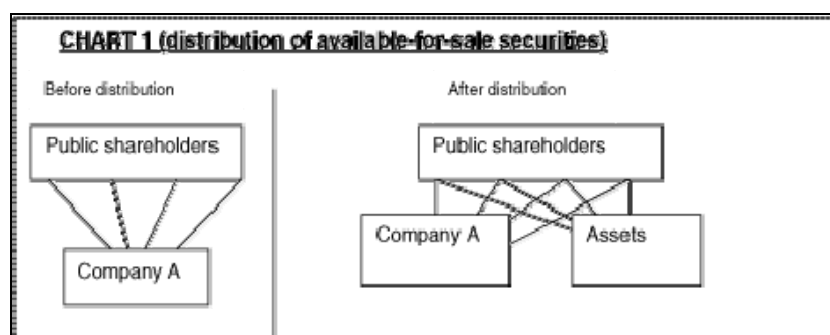 CHART 1 (distribution of available-for-sale securities)
Before distribution
After distribution
Public shareholders
Public shareholders
Company A
Assets
Company A